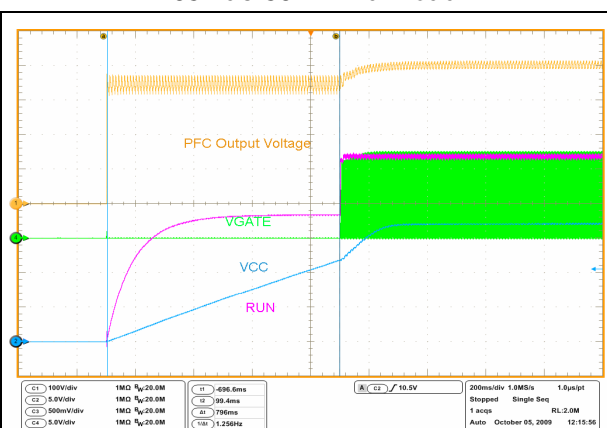 a b
PFC Output Voltage
1
VGATE
4
VCC
RUN
2
C1 100V/div 1MΩ BW:20.0M
C2 5.0V/div 1MΩ BW:20.0M
C3 500mV/div 1MΩ BW:20.0M
C4 5.0V/div 1MΩ BW:20.0M
t1 -696.6ms
t2 99.4ms
Δt 796ms
1/Δt 1.256Hz
A C2 10.5V
200ms/div 1.0MS/s 1.0µs/pt
Stopped Single Seq
1 acqs RL:2.0M
Auto October 05, 2009 12:15:56